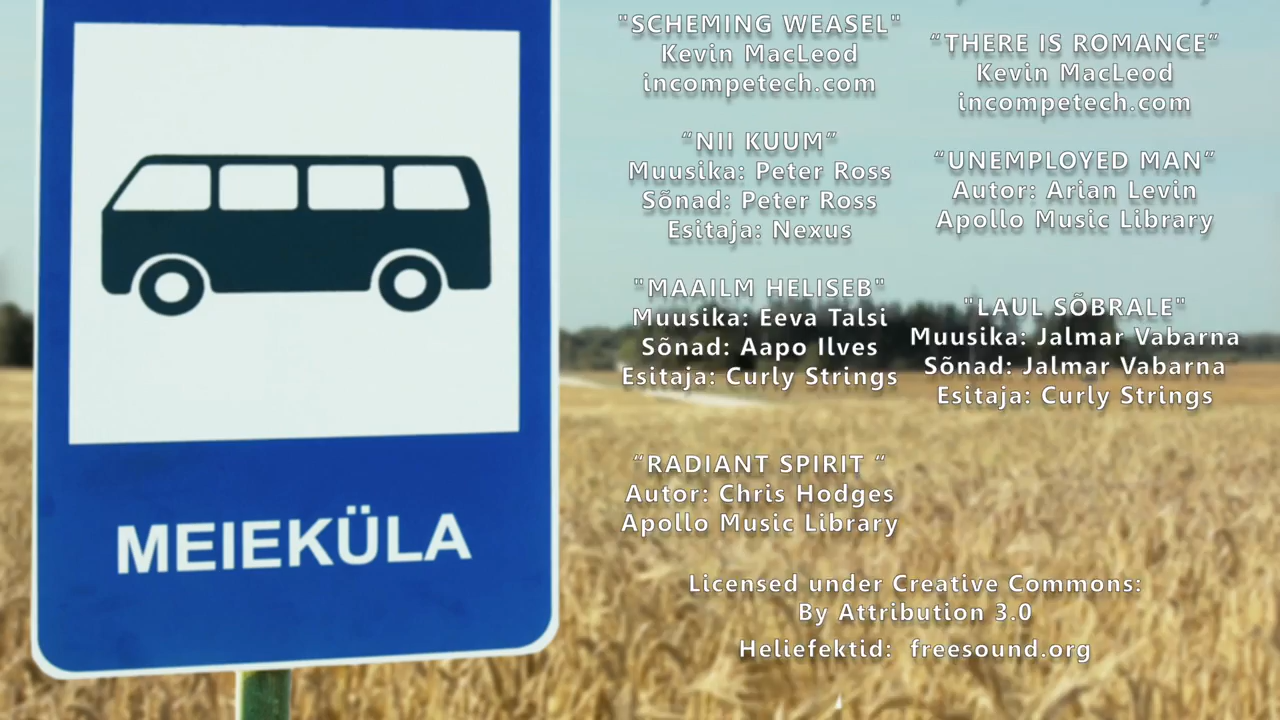 MEIEKÜLA
"SCHEMING WEASEL"
Kevin MacLeod
incompetech.com
“NII KUUM”
Muusika: Peter Ross
Sõnad: Peter Ross
Esitaja: Nexus
"MAAILM HELISEB"
Muusika: Eeva Talsi
Sõnad: Aapo Ilves
Esitaja: Curly Strings
“RADIANT SPIRIT “
Autor: Chris Hodges
Apollo Music Library
“THERE IS ROMANCE”
Kevin MacLeod
incompetech.com
“UNEMPLOYED MAN”
Autor: Arian Levin
Apollo Music Library
"LAUL SÕBRALE"
Muusika: Jalmar Vabarna
Sõnad: Jalmar Vabarna
Esitaja: Curly Strings
Licensed under Creative Commons:
By Attribution 3.0
Heliefektid: freesound.org